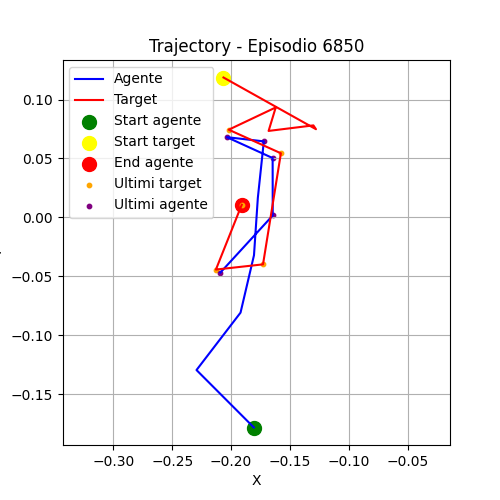 Trajectory - Episodio 6850
Agente
Target
Start agente
Start target
End agente
Ultimi target
Ultimi agente
0.10
0.05
0.00
−0.05
−0.10
−0.15
−0.30
−0.25
−0.20
−0.15
−0.10
−0.05
X